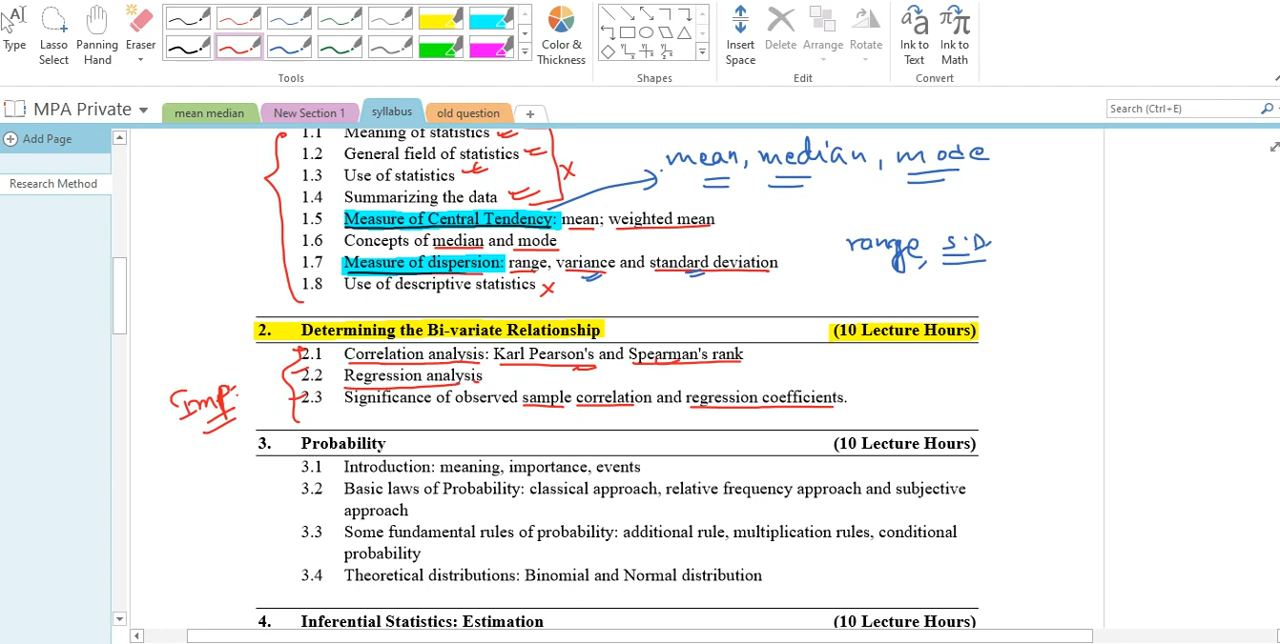 Type
Lasso Select
Panning Hand
Eraser
Color & Thickness
Insert Space
Delete
Arrange
Rotate
Ink to Text
Ink to Math
Tools
Shapes
Edit
Convert
MPA Private
mean median
New Section 1
syllabus
old question
Search (Ctrl+E)
Add Page
Research Method
1.1 Meaning of statistics
1.2 General field of statistics
1.3 Use of statistics
1.4 Summarizing the data
mean, median, mode
1.5 Measure of Central Tendency: mean; weighted mean
1.6 Concepts of median and mode
range, S.D
1.7 Measure of dispersion: range, variance and standard deviation
1.8 Use of descriptive statistics
2. Determining the Bi-variate Relationship (10 Lecture Hours)
2.1 Correlation analysis: Karl Pearson's and Spearman's rank
2.2 Regression analysis
Imp.
2.3 Significance of observed sample correlation and regression coefficients.
3. Probability (10 Lecture Hours)
3.1 Introduction: meaning, importance, events
3.2 Basic laws of Probability: classical approach, relative frequency approach and subjective
approach
3.3 Some fundamental rules of probability: additional rule, multiplication rules, conditional
probability
3.4 Theoretical distributions: Binomial and Normal distribution
4. Inferential Statistics: Estimation (10 Lecture Hours)